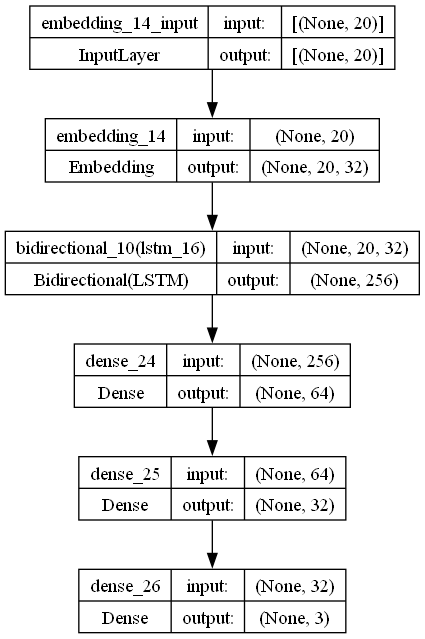 embedding_14_input input: [(None, 20)]
InputLayer output: [(None, 20)]
embedding_14 input: (None, 20)
Embedding output: (None, 20, 32)
bidirectional_10(lstm_16) input: (None, 20, 32)
Bidirectional(LSTM) output: (None, 256)
dense_24 input: (None, 256)
Dense output: (None, 64)
dense_25 input: (None, 64)
Dense output: (None, 32)
dense_26 input: (None, 32)
Dense output: (None, 3)